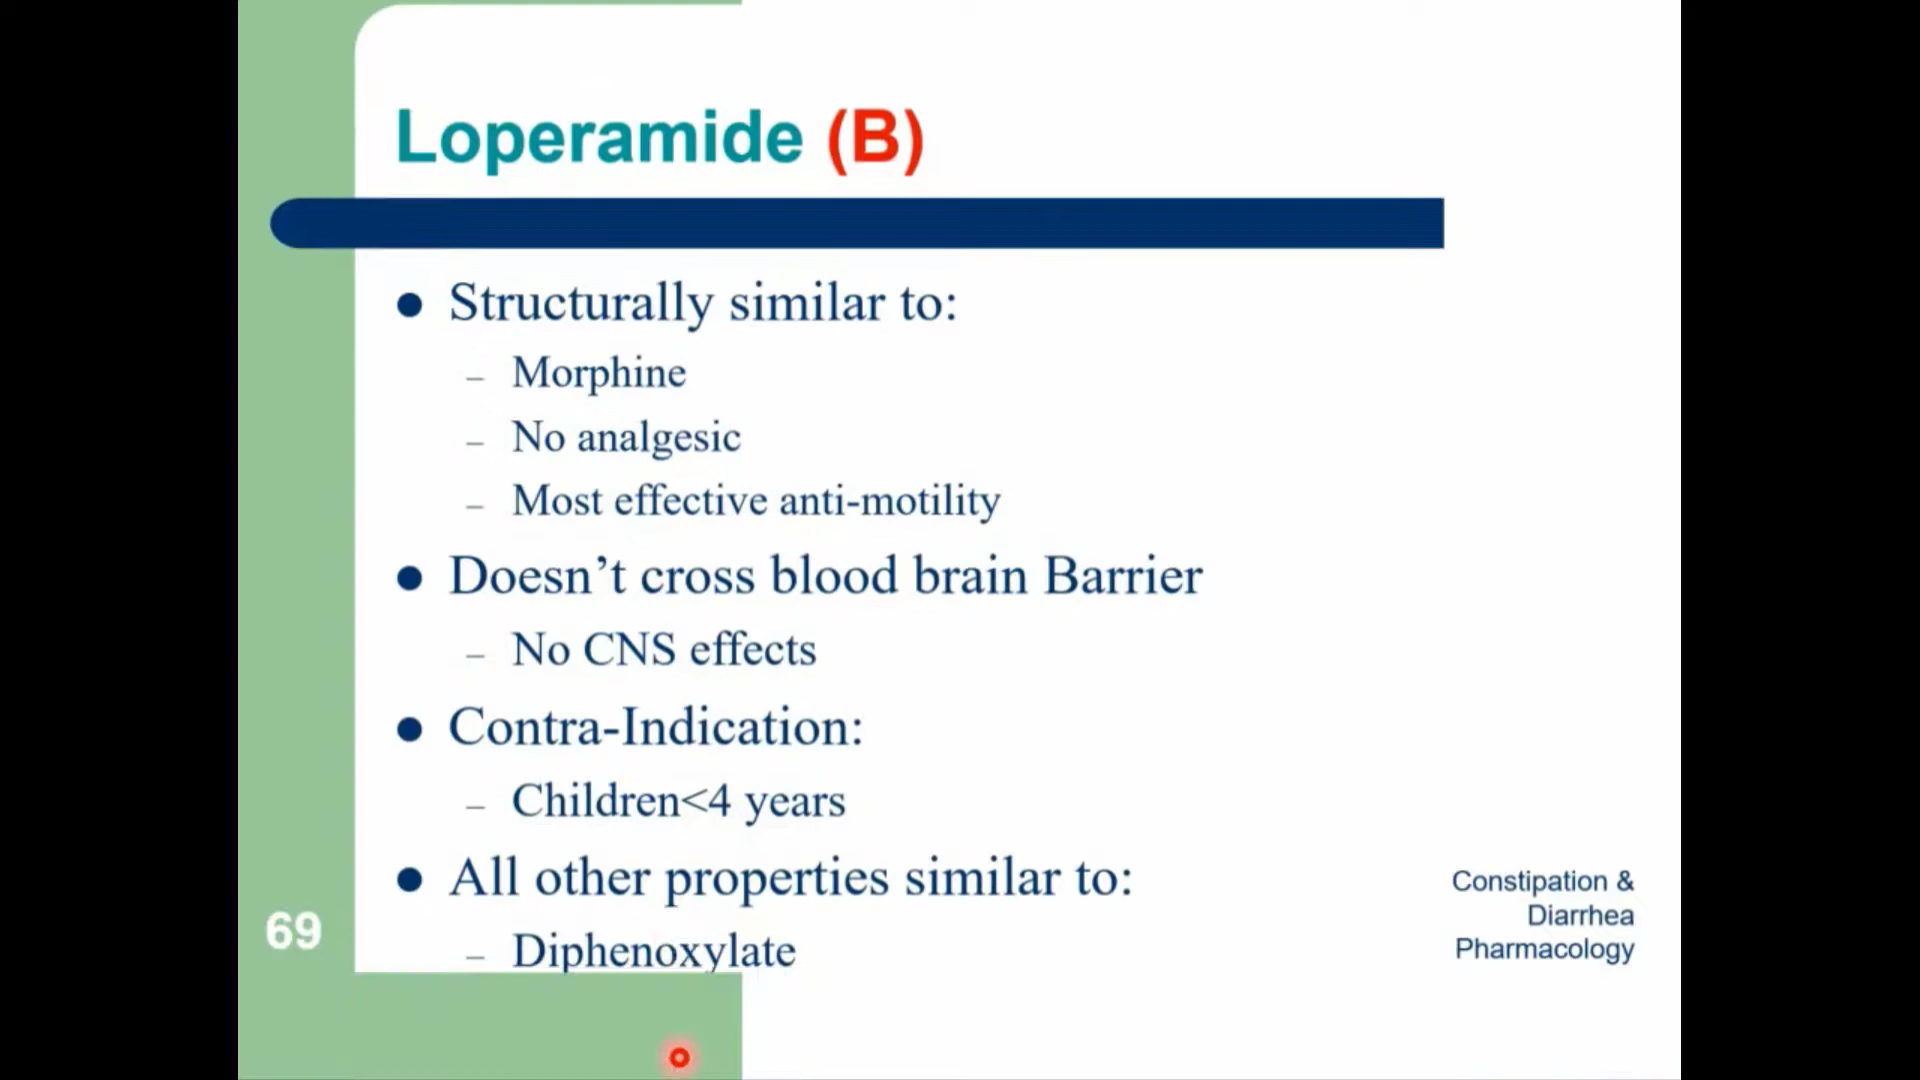 Loperamide (B)
● Structurally similar to:
– Morphine
– No analgesic
– Most effective anti-motility
● Doesn’t cross blood brain Barrier
– No CNS effects
● Contra-Indication:
– Children<4 years
● All other properties similar to:
– Diphenoxylate
69
Constipation &
Diarrhea
Pharmacology